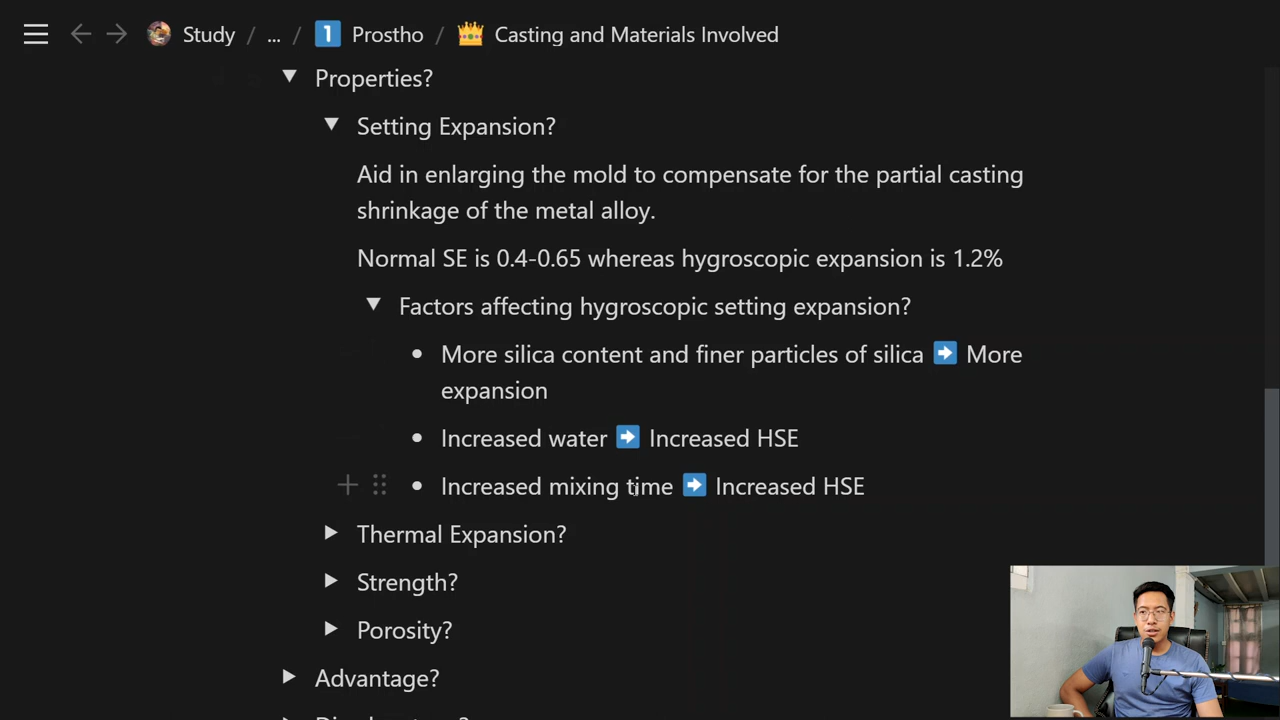 Study / ... / 1 Prostho / Casting and Materials Involved
Properties?
Setting Expansion?
Aid in enlarging the mold to compensate for the partial casting
shrinkage of the metal alloy.
Normal SE is 0.4-0.65 whereas hygroscopic expansion is 1.2%
Factors affecting hygroscopic setting expansion?
More silica content and finer particles of silica ➡ More
expansion
Increased water ➡ Increased HSE
Increased mixing time ➡ Increased HSE
Thermal Expansion?
Strength?
Porosity?
Advantage?